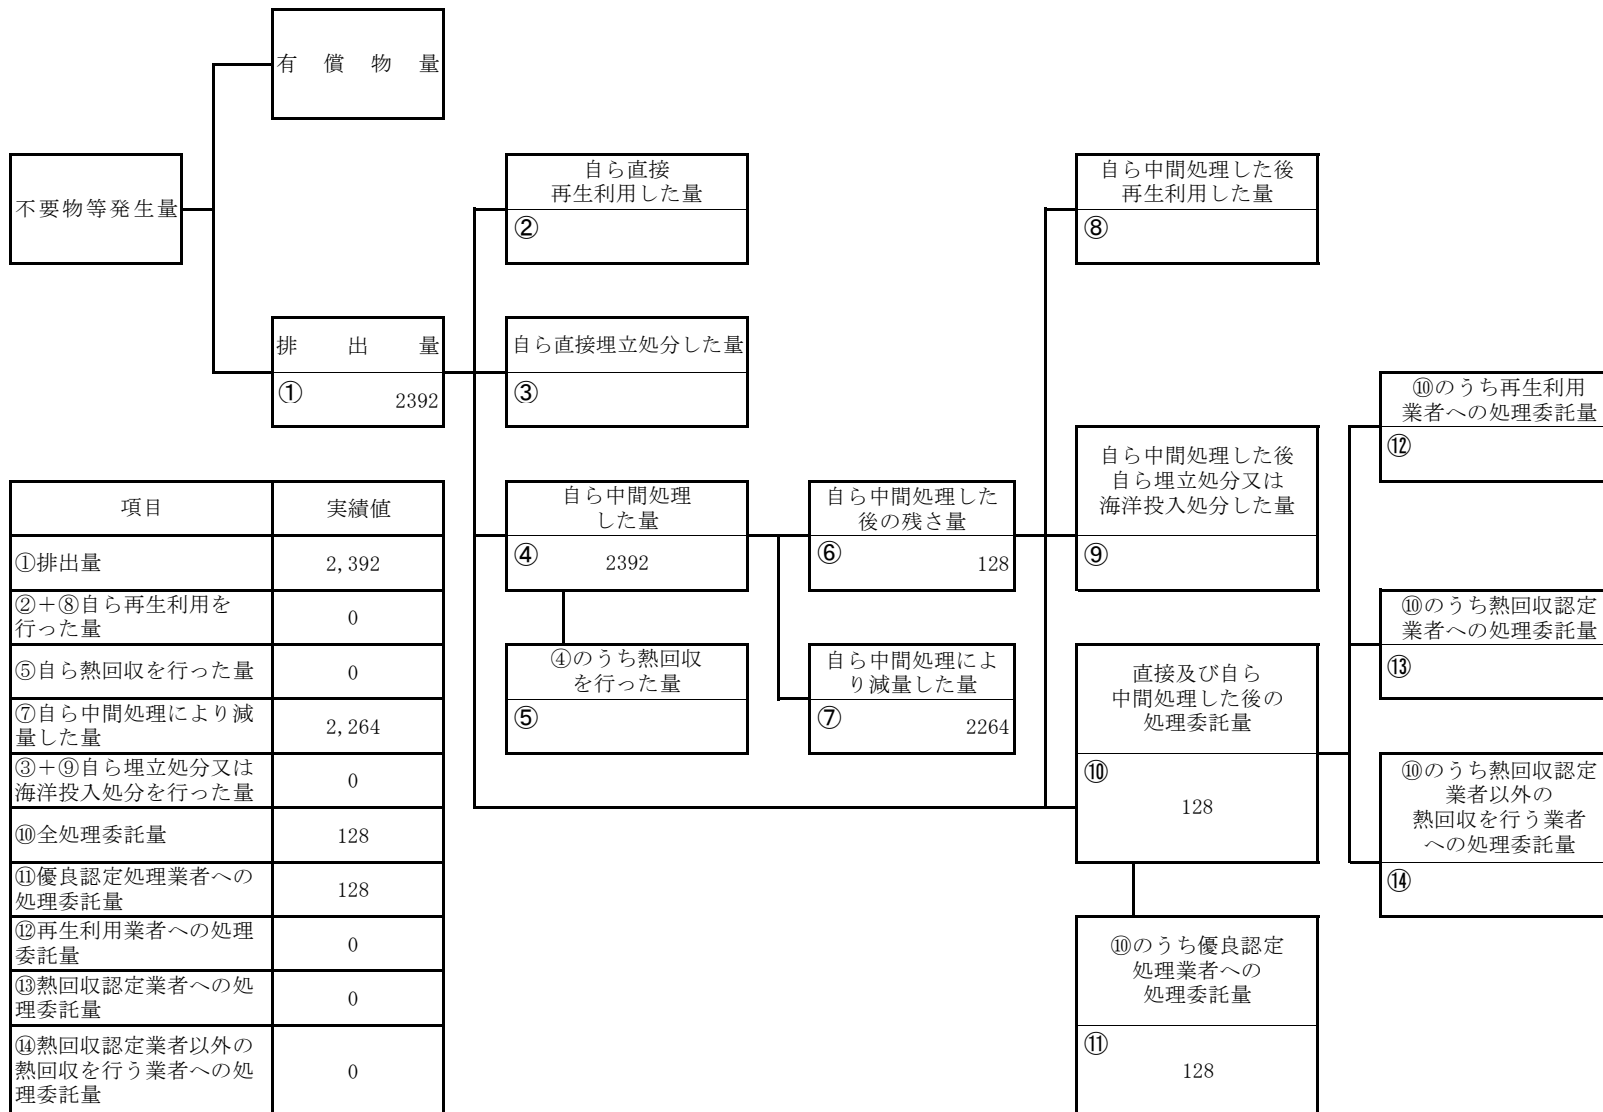 有償物量
不要物等発生量
排出量
① 2392
自ら直接
再生利用した量
②
自ら直接埋立処分した量
③
自ら中間処理
した量
④ 2392
④のうち熱回収
を行った量
⑤
自ら中間処理した
後の残さ量
⑥ 128
自ら中間処理によ
り減量した量
⑦ 2264
自ら中間処理した後
再生利用した量
⑧
自ら中間処理した後
自ら埋立処分又は
海洋投入処分した量
⑨
直接及び自ら
中間処理した後の
処理委託量
⑩
128
⑩のうち優良認定
処理業者への
処理委託量
⑪
128
⑩のうち再生利用
業者への処理委託量
⑫
⑩のうち熱回収認定
業者への処理委託量
⑬
⑩のうち熱回収認定
業者以外の
熱回収を行う業者
への処理委託量
⑭
項目 実績値
①排出量 2,392
②+⑧自ら再生利用を
行った量 0
⑤自ら熱回収を行った量 0
⑦自ら中間処理により減
量した量 2,264
③+⑨自ら埋立処分又は
海洋投入処分を行った量 0
⑩全処理委託量 128
⑪優良認定処理業者への
処理委託量 128
⑫再生利用業者への処理
委託量 0
⑬熱回収認定業者への処
理委託量 0
⑭熱回収認定業者以外の
熱回収を行う業者への処
理委託量 0